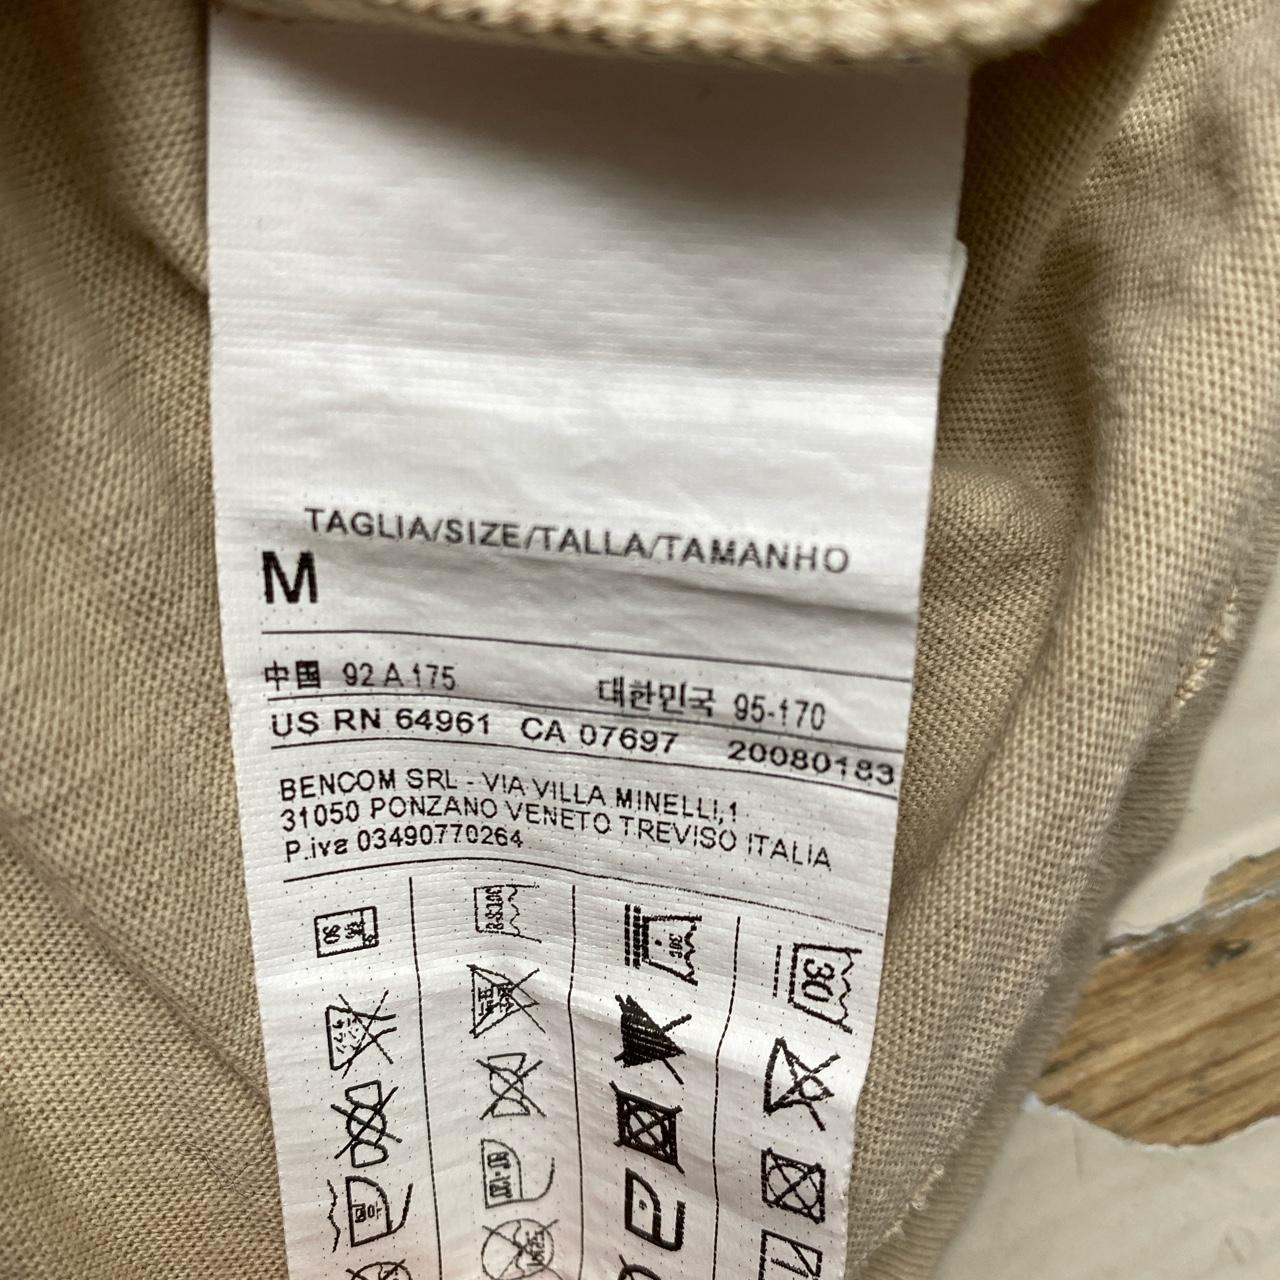 TAGLIA/SIZE/TALLA/TAMANHO
M
中国 92 A 175 대한민국 95-170
US RN 64961 CA 07697 20080183
BENCOM SRL - VIA VILLA MINELLI,1
31050 PONZANO VENETO TREVISO ITALIA
P.iva 03490770264
30